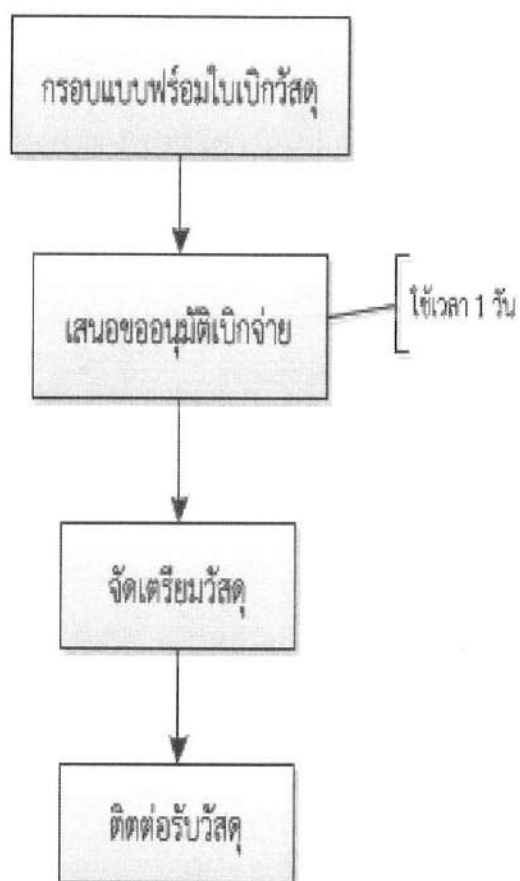 กรอบแบบฟร์อมใบเบิกวัสดุ
เสนอขออนุมัติเบิกจ่าย
ใช้เวลา 1 วัน
จัดเตรียมวัสดุ
ติตต่อรับวัสดุ